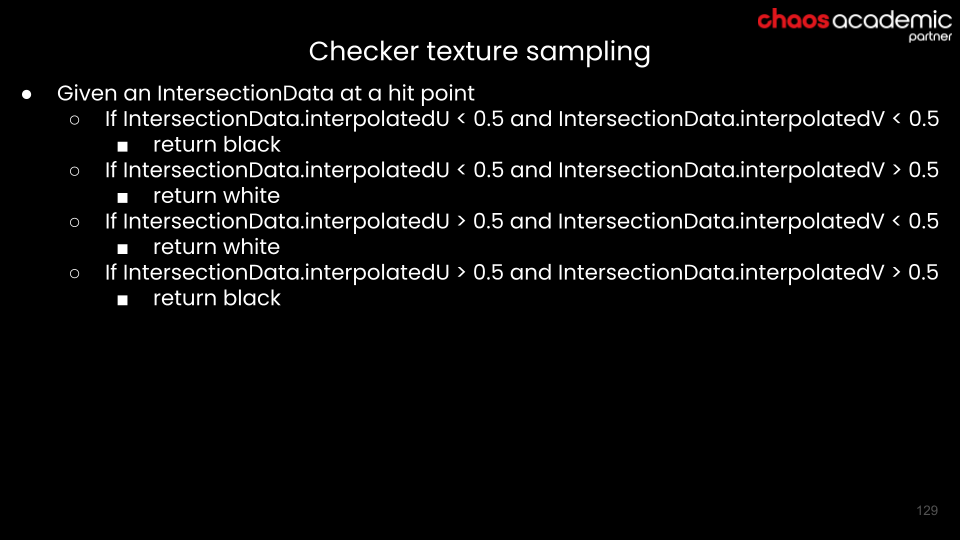 chaosacademic
partner
Checker texture sampling
● Given an IntersectionData at a hit point
○ If IntersectionData.interpolatedU < 0.5 and IntersectionData.interpolatedV < 0.5
■ return black
○ If IntersectionData.interpolatedU < 0.5 and IntersectionData.interpolatedV > 0.5
■ return white
○ If IntersectionData.interpolatedU > 0.5 and IntersectionData.interpolatedV < 0.5
■ return white
○ If IntersectionData.interpolatedU > 0.5 and IntersectionData.interpolatedV > 0.5
■ return black
129